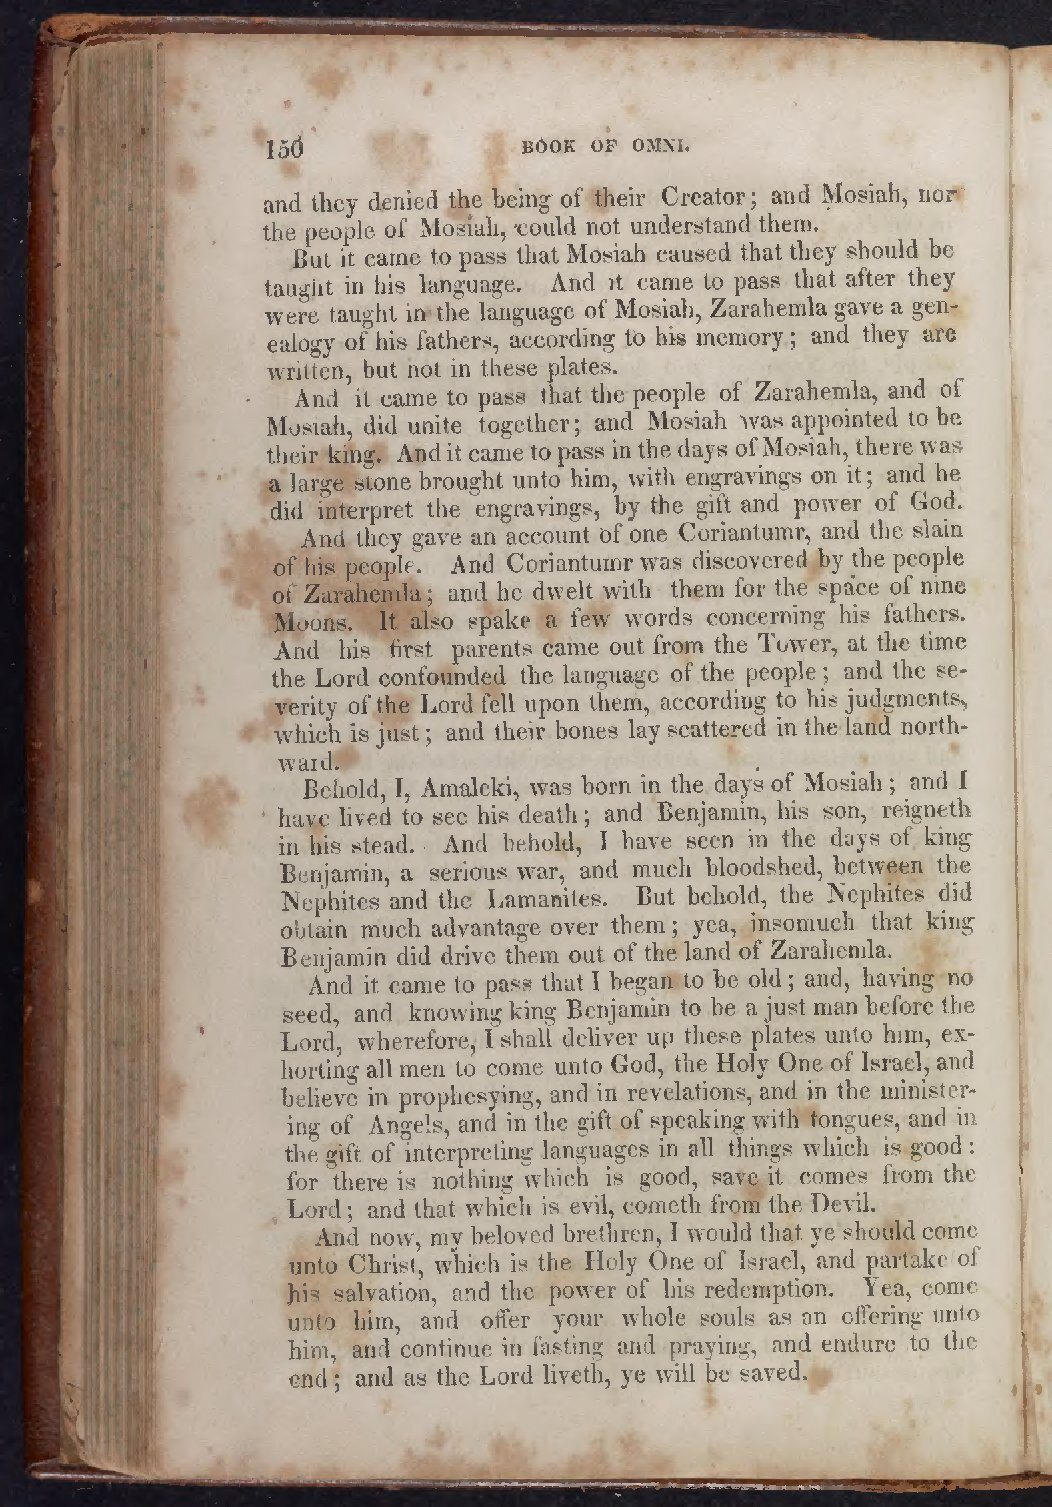 150 BOOK OF OMNI.
and they denied the being of their Creator; and Mosiah, nor
the people of Mosiah, could not understand them.
But it came to pass that Mosiah caused that they should be
taught in his language. And it came to pass that after they
were taught in the language of Mosiah, Zarahemla gave a gen-
ealogy of his fathers, according to his memory; and they are
written, but not in these plates.
And it came to pass that the people of Zarahemla, and of
Mosiah, did unite together; and Mosiah was appointed to be
their king. And it came to pass in the days of Mosiah, there was
a large stone brought unto him, with engravings on it; and he
did interpret the engravings, by the gift and power of God.
And they gave an account of one Coriantumr, and the slain
of his people. And Coriantumr was discovered by the people
of Zarahemla; and he dwelt with them for the space of nine
Moons. It also spake a few words concerning his fathers.
And his first parents came out from the Tower, at the time
the Lord confounded the language of the people; and the se-
verity of the Lord fell upon them, according to his judgments,
which is just; and their bones lay scattered in the land north-
ward.
Behold, I, Amaleki, was born in the days of Mosiah; and I
have lived to see his death; and Benjamin, his son, reigneth
in his stead. And behold, I have seen in the days of king
Benjamin, a serious war, and much bloodshed, between the
Nephites and the Lamanites. But behold, the Nephites did
obtain much advantage over them; yea, insomuch that king
Benjamin did drive them out of the land of Zarahemla.
And it came to pass that I began to be old; and, having no
seed, and knowing king Benjamin to be a just man before the
Lord, wherefore, I shall deliver up these plates unto him, ex-
horting all men to come unto God, the Holy One of Israel, and
believe in prophesying, and in revelations, and in the minister-
ing of Angels, and in the gift of speaking with tongues, and in
the gift of interpreting languages in all things which is good:
for there is nothing which is good, save it comes from the
Lord; and that which is evil, cometh from the Devil.
And now, my beloved brethren, I would that ye should come
unto Christ, which is the Holy One of Israel, and partake of
his salvation, and the power of his redemption. Yea, come
unto him, and offer your whole souls as an offering unto
him, and continue in fasting and praying, and endure to the
end; and as the Lord liveth, ye will be saved.